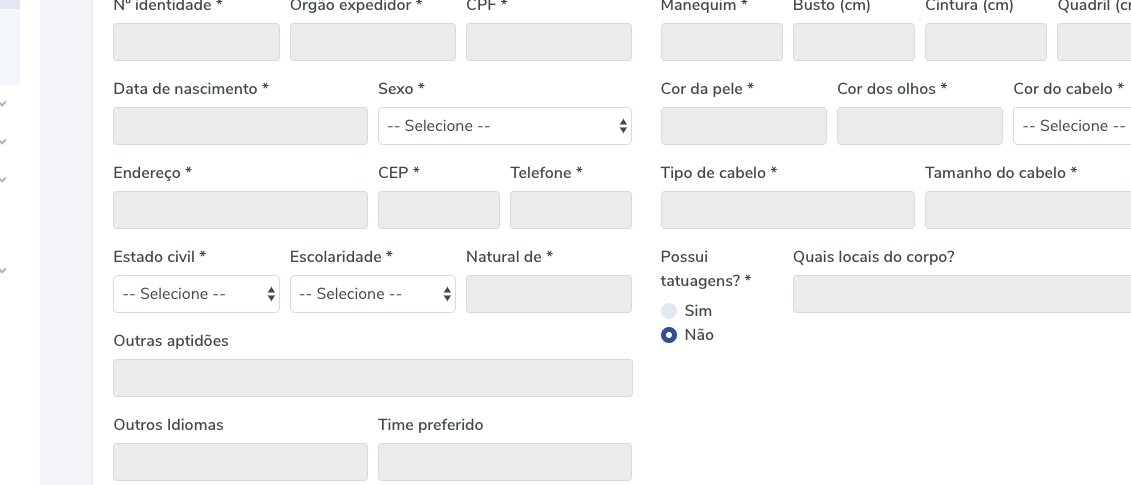 Nº identidade * Orgão expedidor * CPF * Manequim * Busto (cm) Cintura (cm) Quadril
Data de nascimento * Sexo * Cor da pele * Cor dos olhos * Cor do cabelo *
-- Selecione -- -- Selecione --
Endereço * CEP * Telefone * Tipo de cabelo * Tamanho do cabelo *
Estado civil * Escolaridade * Natural de * Possui tatuagens? * Quais locais do corpo?
-- Selecione -- -- Selecione --
Sim
Não
Outras aptidões
Outros Idiomas Time preferido